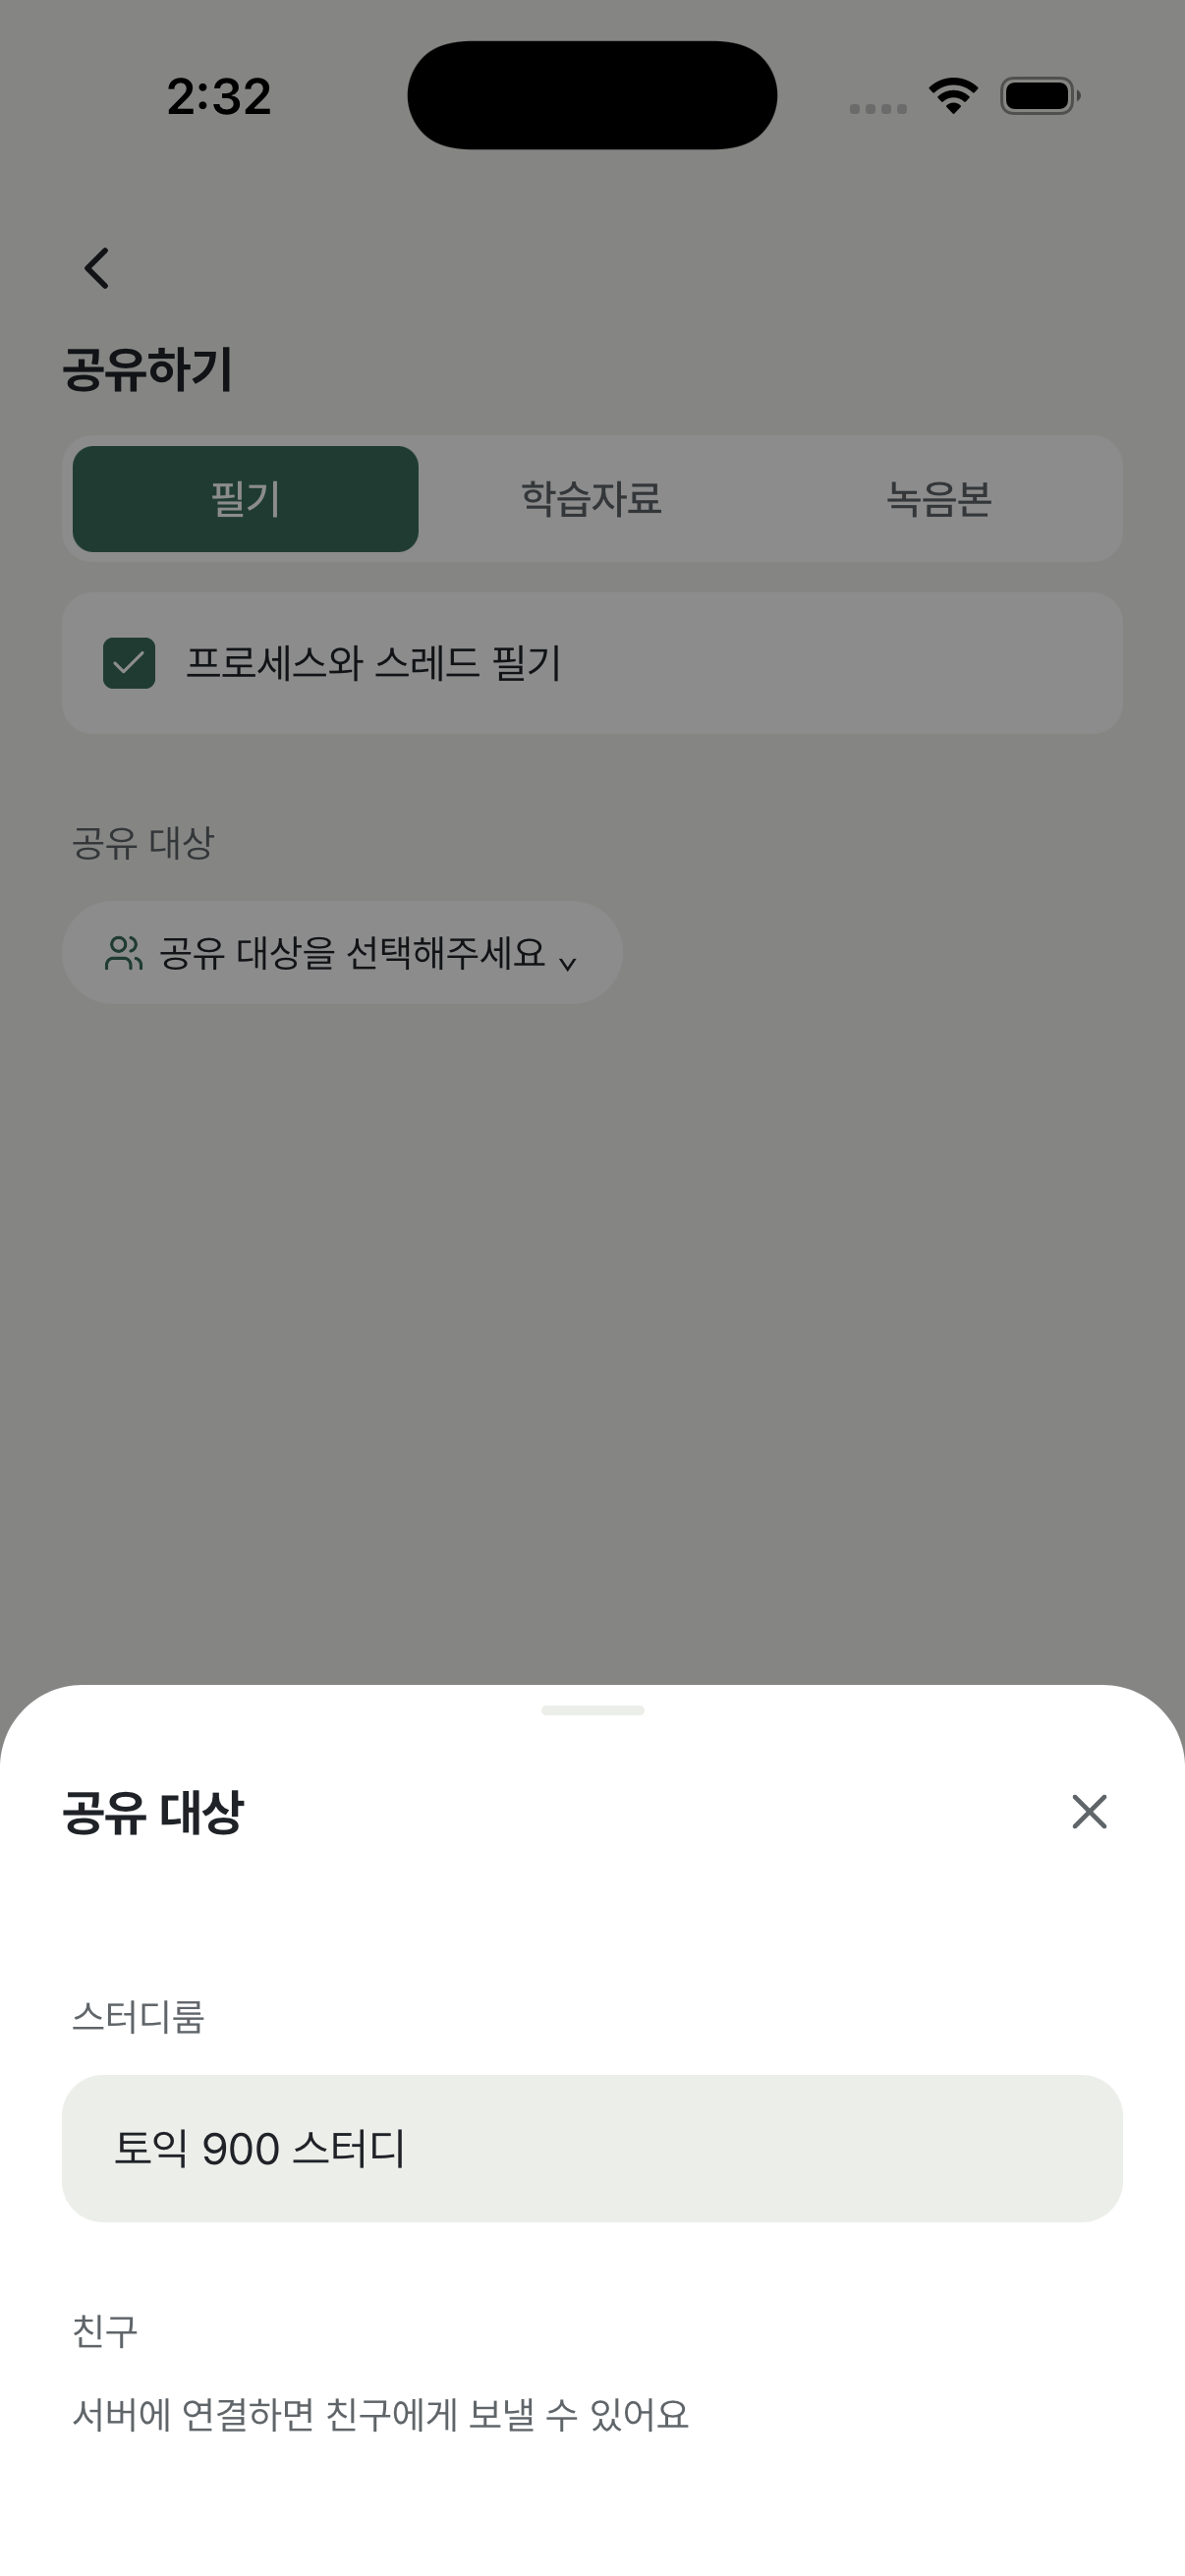 2:32
공유하기
필기 학습자료 녹음본
프로세스와 스레드 필기
공유 대상
공유 대상을 선택해주세요
공유 대상
스터디룸
토익 900 스터디
친구
서버에 연결하면 친구에게 보낼 수 있어요